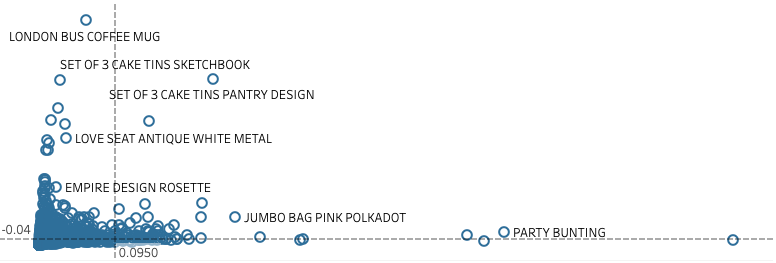 LONDON BUS COFFEE MUG
SET OF 3 CAKE TINS SKETCHBOOK
SET OF 3 CAKE TINS PANTRY DESIGN
LOVE SEAT ANTIQUE WHITE METAL
EMPIRE DESIGN ROSETTE
JUMBO BAG PINK POLKADOT
-0.04
PARTY BUNTING
0.0950